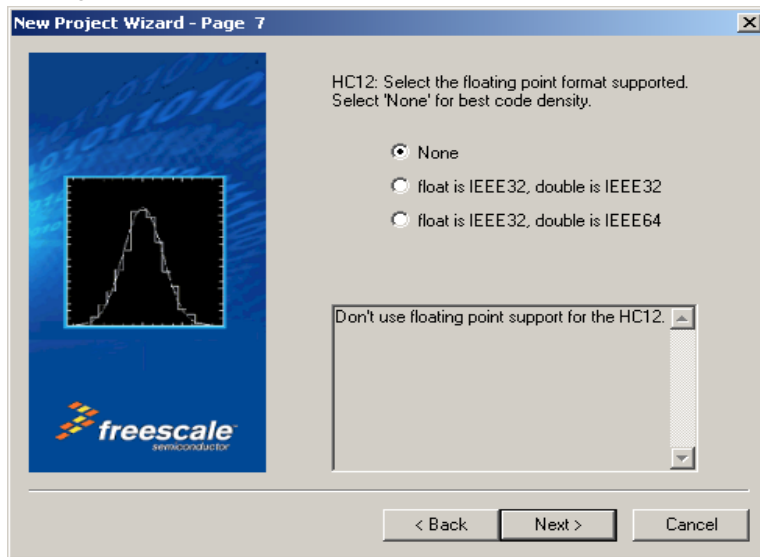 New Project Wizard - Page 7
HC12: Select the floating point format supported.
Select 'None' for best code density.
None
float is IEEE32, double is IEEE32
float is IEEE32, double is IEEE64
Don't use floating point support for the HC12.
freescale
semiconductor
< Back
Next >
Cancel